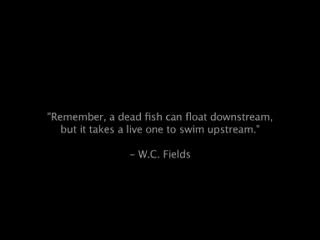 "Remember, a dead fish can float downstream,
but it takes a live one to swim upstream."
– W.C. Fields